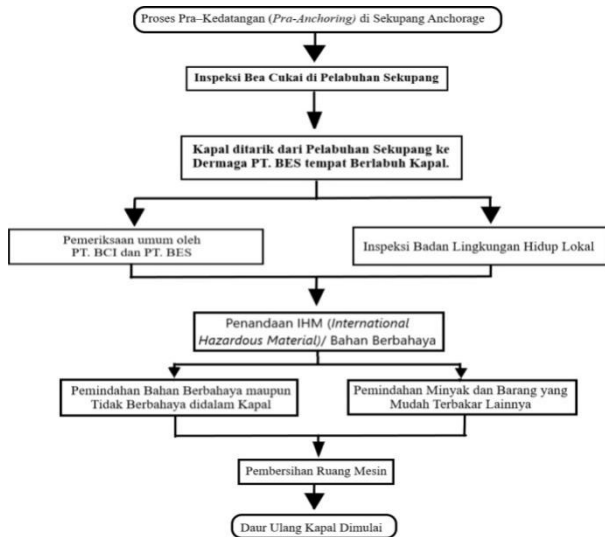 Proses Pra–Kedatangan (Pra-Anchoring) di Sekupang Anchorage
Inspeksi Bea Cukai di Pelabuhan Sekupang
Kapal ditarik dari Pelabuhan Sekupang ke
Dermaga PT. BES tempat Berlabuh Kapal.
Pemeriksaan umum oleh
PT. BCI dan PT. BES
Inspeksi Badan Lingkungan Hidup Lokal
Penandaan IHM (International
Hazardous Material)/ Bahan Berbahaya
Pemindahan Bahan Berbahaya maupun
Tidak Berbahaya didalam Kapal
Pemindahan Minyak dan Barang yang
Mudah Terbakar Lainnya
Pembersihan Ruang Mesin
Daur Ulang Kapal Dimulai